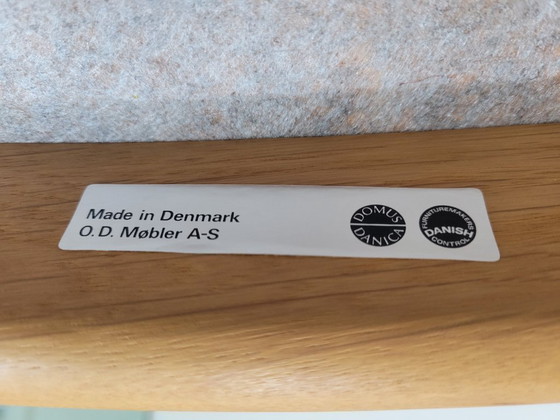 Made in Denmark
O.D. Møbler A-S
DOMUS
DANICA
FURNITUREMAKERS
DANISH
CONTROL